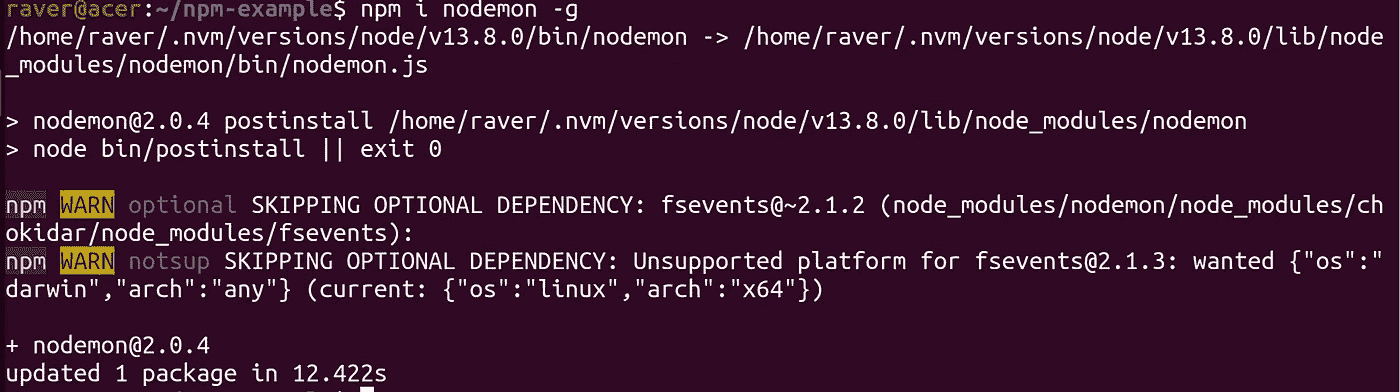 raver@acer:~/npm-example$ npm i nodemon -g
/home/raver/.nvm/versions/node/v13.8.0/bin/nodemon -> /home/raver/.nvm/versions/node/v13.8.0/lib/node
_modules/nodemon/bin/nodemon.js
> nodemon@2.0.4 postinstall /home/raver/.nvm/versions/node/v13.8.0/lib/node_modules/nodemon
> node bin/postinstall || exit 0
npm WARN optional SKIPPING OPTIONAL DEPENDENCY: fsevents@~2.1.2 (node_modules/nodemon/node_modules/ch
okidar/node_modules/fsevents):
npm WARN notsup SKIPPING OPTIONAL DEPENDENCY: Unsupported platform for fsevents@2.1.3: wanted {"os":"
darwin","arch":"any"} (current: {"os":"linux","arch":"x64"})
+ nodemon@2.0.4
updated 1 package in 12.422s